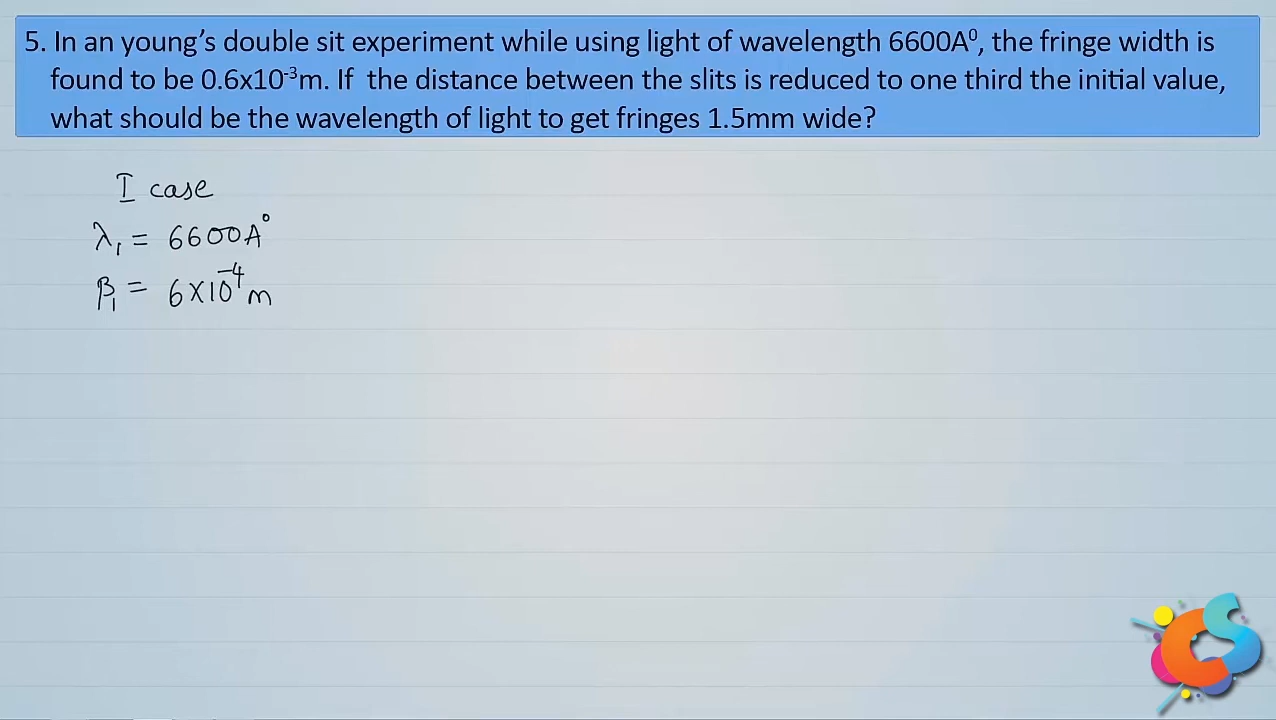 5. In an young’s double sit experiment while using light of wavelength 6600A⁰, the fringe width is
found to be 0.6x10⁻³m. If the distance between the slits is reduced to one third the initial value,
what should be the wavelength of light to get fringes 1.5mm wide?
I case
λ₁ = 6600A°
β₁ = 6X10⁻⁴ m
CS